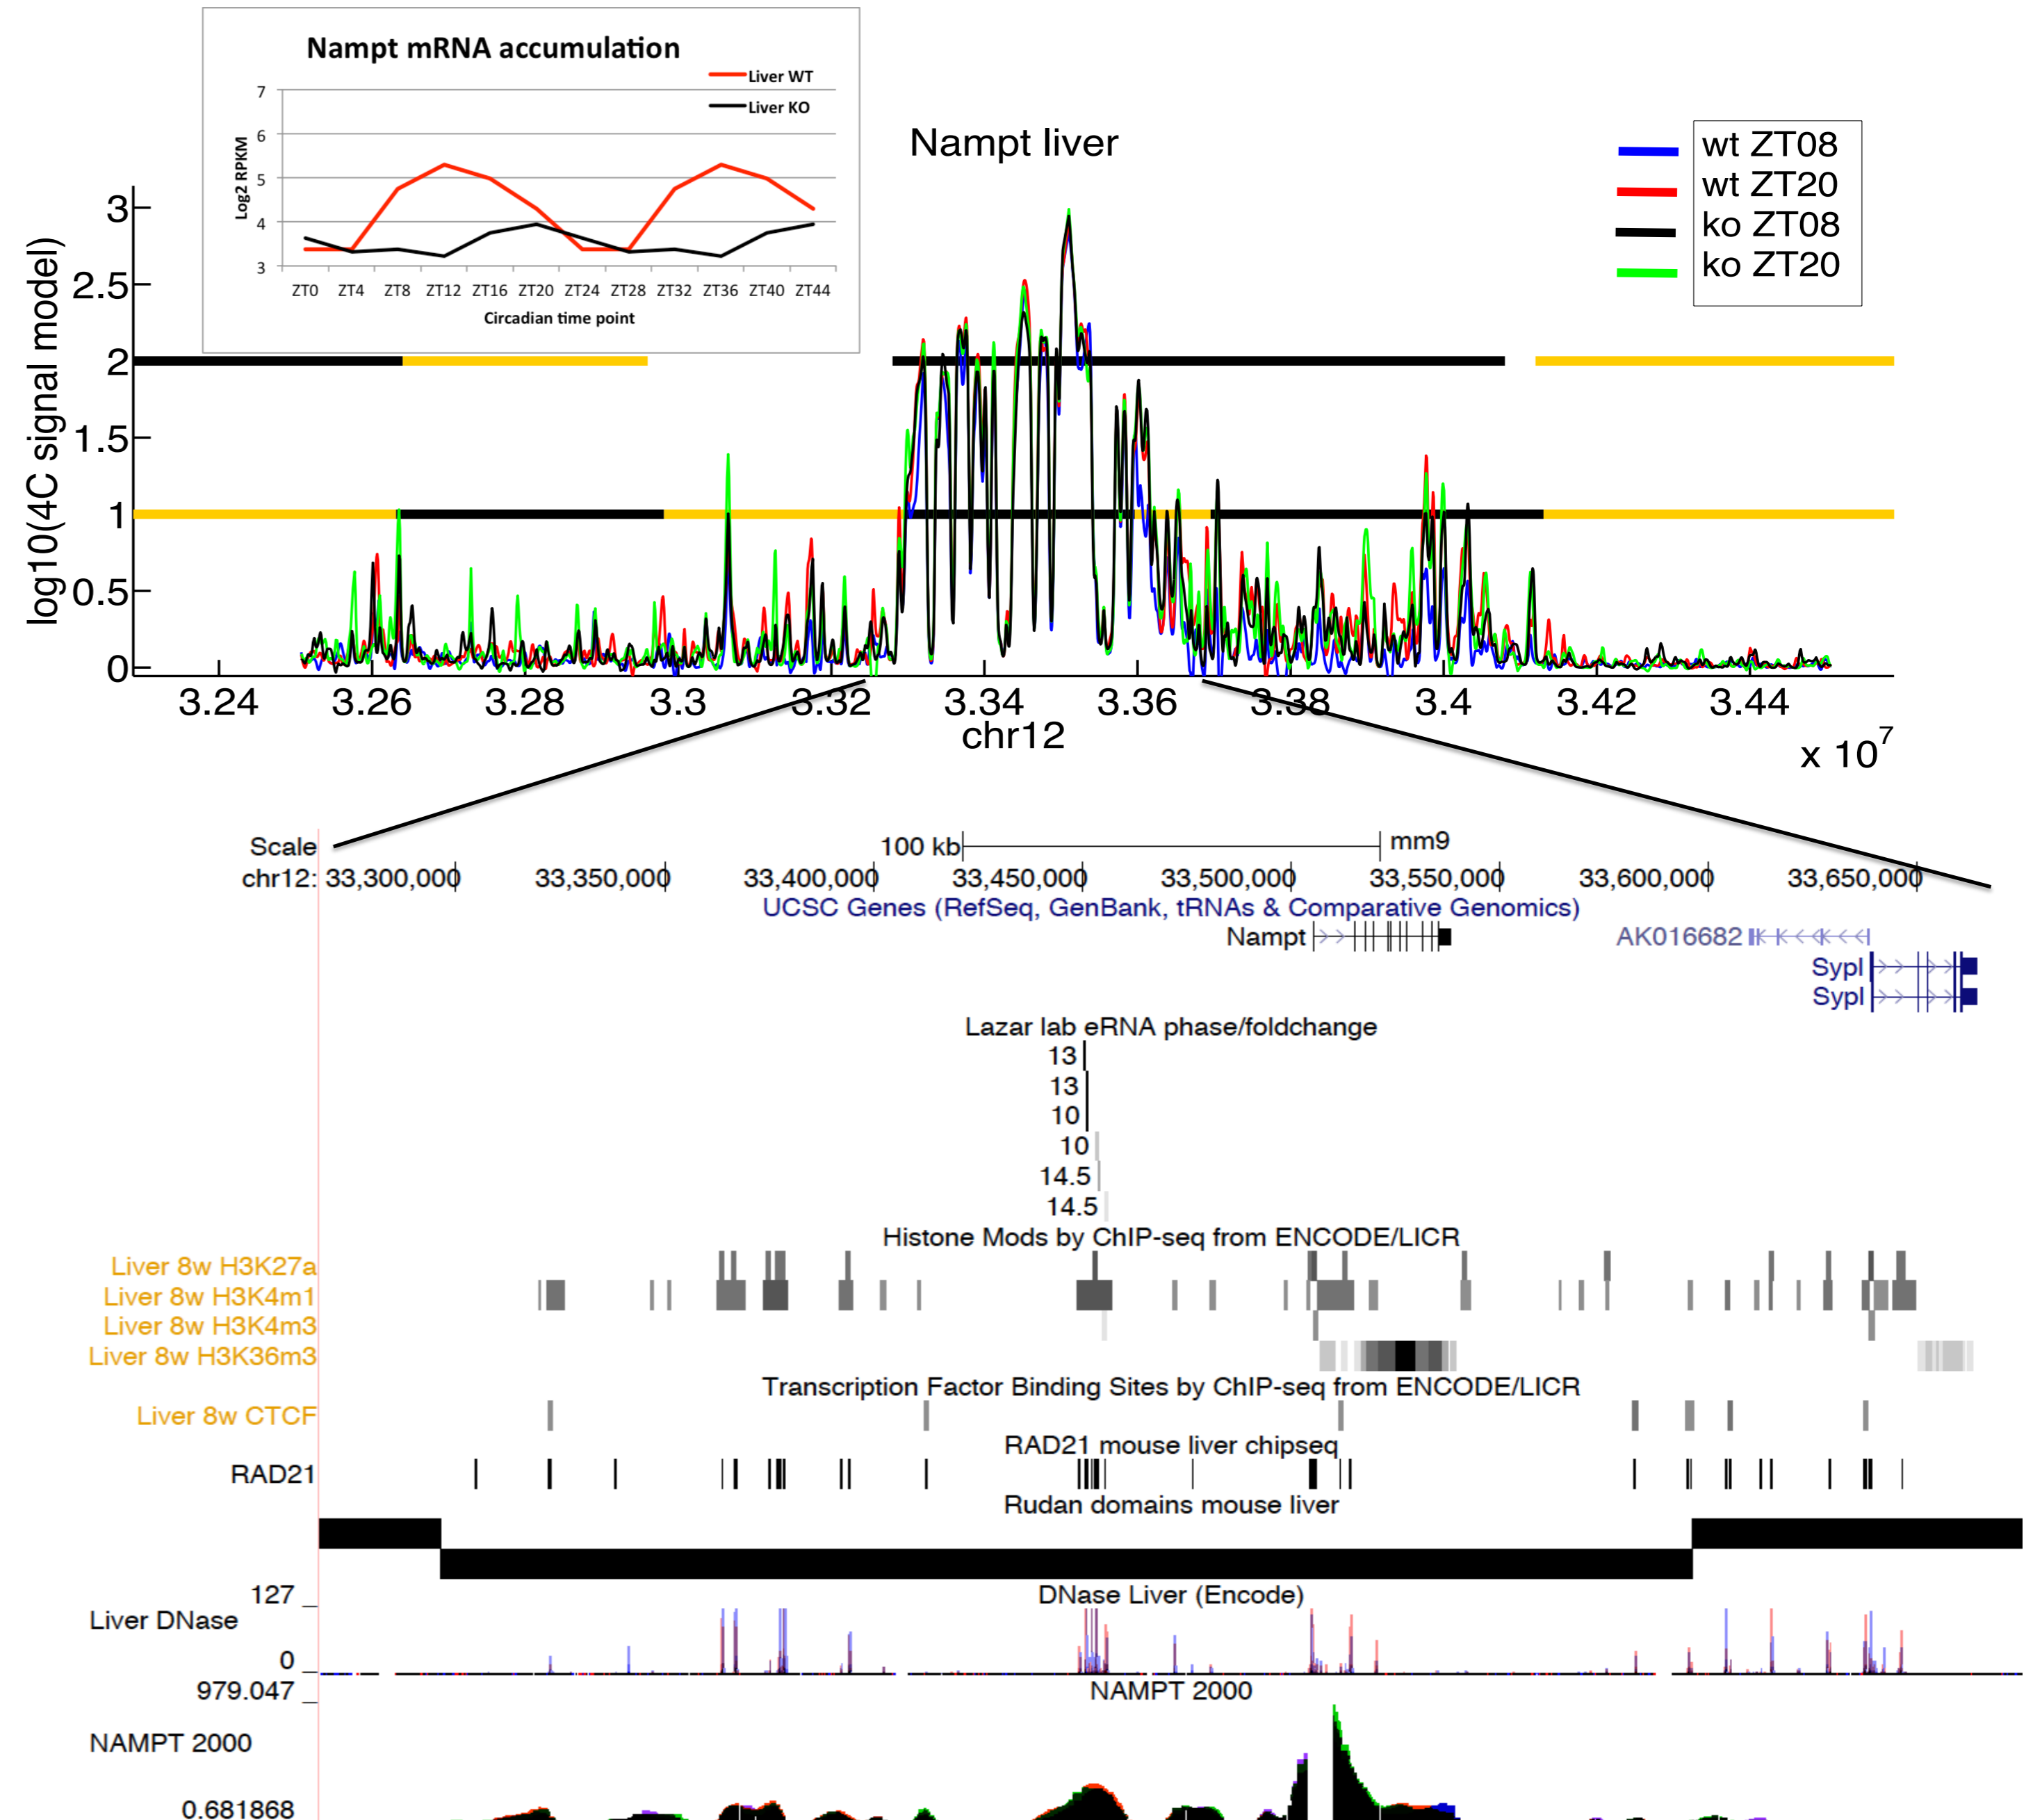 Nampt mRNA accumulation
Liver WT
Liver KO
7
6
5
4
3
Log2 RPKM
ZT0 ZT4 ZT8 ZT12 ZT16 ZT20 ZT24 ZT28 ZT32 ZT36 ZT40 ZT44
Circadian time point
Nampt liver
wt ZT08
wt ZT20
ko ZT08
ko ZT20
log10(4C signal model)
3
2.5
2
1.5
1
0.5
0
3.24 3.26 3.28 3.3 3.32 3.34 3.36 3.38 3.4 3.42 3.44
chr12
x 10^7
Scale 100 kb mm9
chr12: 33,300,000 33,350,000 33,400,000 33,450,000 33,500,000 33,550,000 33,600,000 33,650,000
UCSC Genes (RefSeq, GenBank, tRNAs & Comparative Genomics)
Nampt AK016682
Sypl
Sypl
Lazar lab eRNA phase/foldchange
13
13
10
10
14.5
14.5
Histone Mods by ChIP-seq from ENCODE/LICR
Liver 8w H3K27a
Liver 8w H3K4m1
Liver 8w H3K4m3
Liver 8w H3K36m3
Transcription Factor Binding Sites by ChIP-seq from ENCODE/LICR
Liver 8w CTCF
RAD21 mouse liver chipseq
RAD21
Rudan domains mouse liver
127 DNase Liver (Encode)
Liver DNase
0
979.047 NAMPT 2000
NAMPT 2000
0.681868